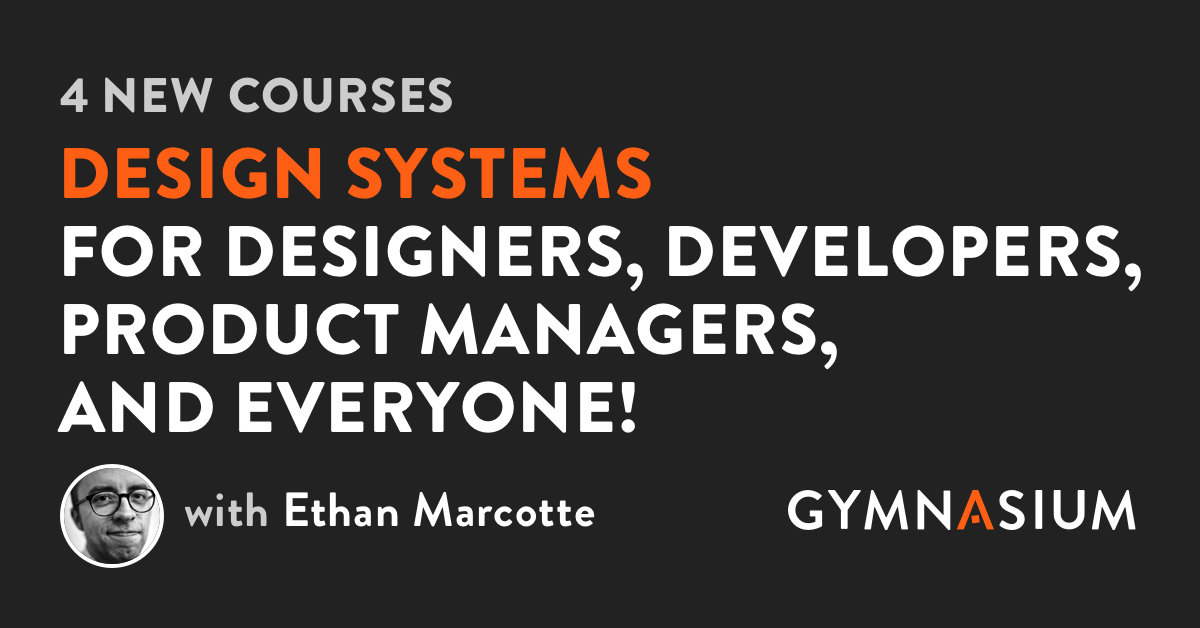 4 NEW COURSES
DESIGN SYSTEMS
FOR DESIGNERS, DEVELOPERS,
PRODUCT MANAGERS,
AND EVERYONE!
with Ethan Marcotte
GYMNASIUM